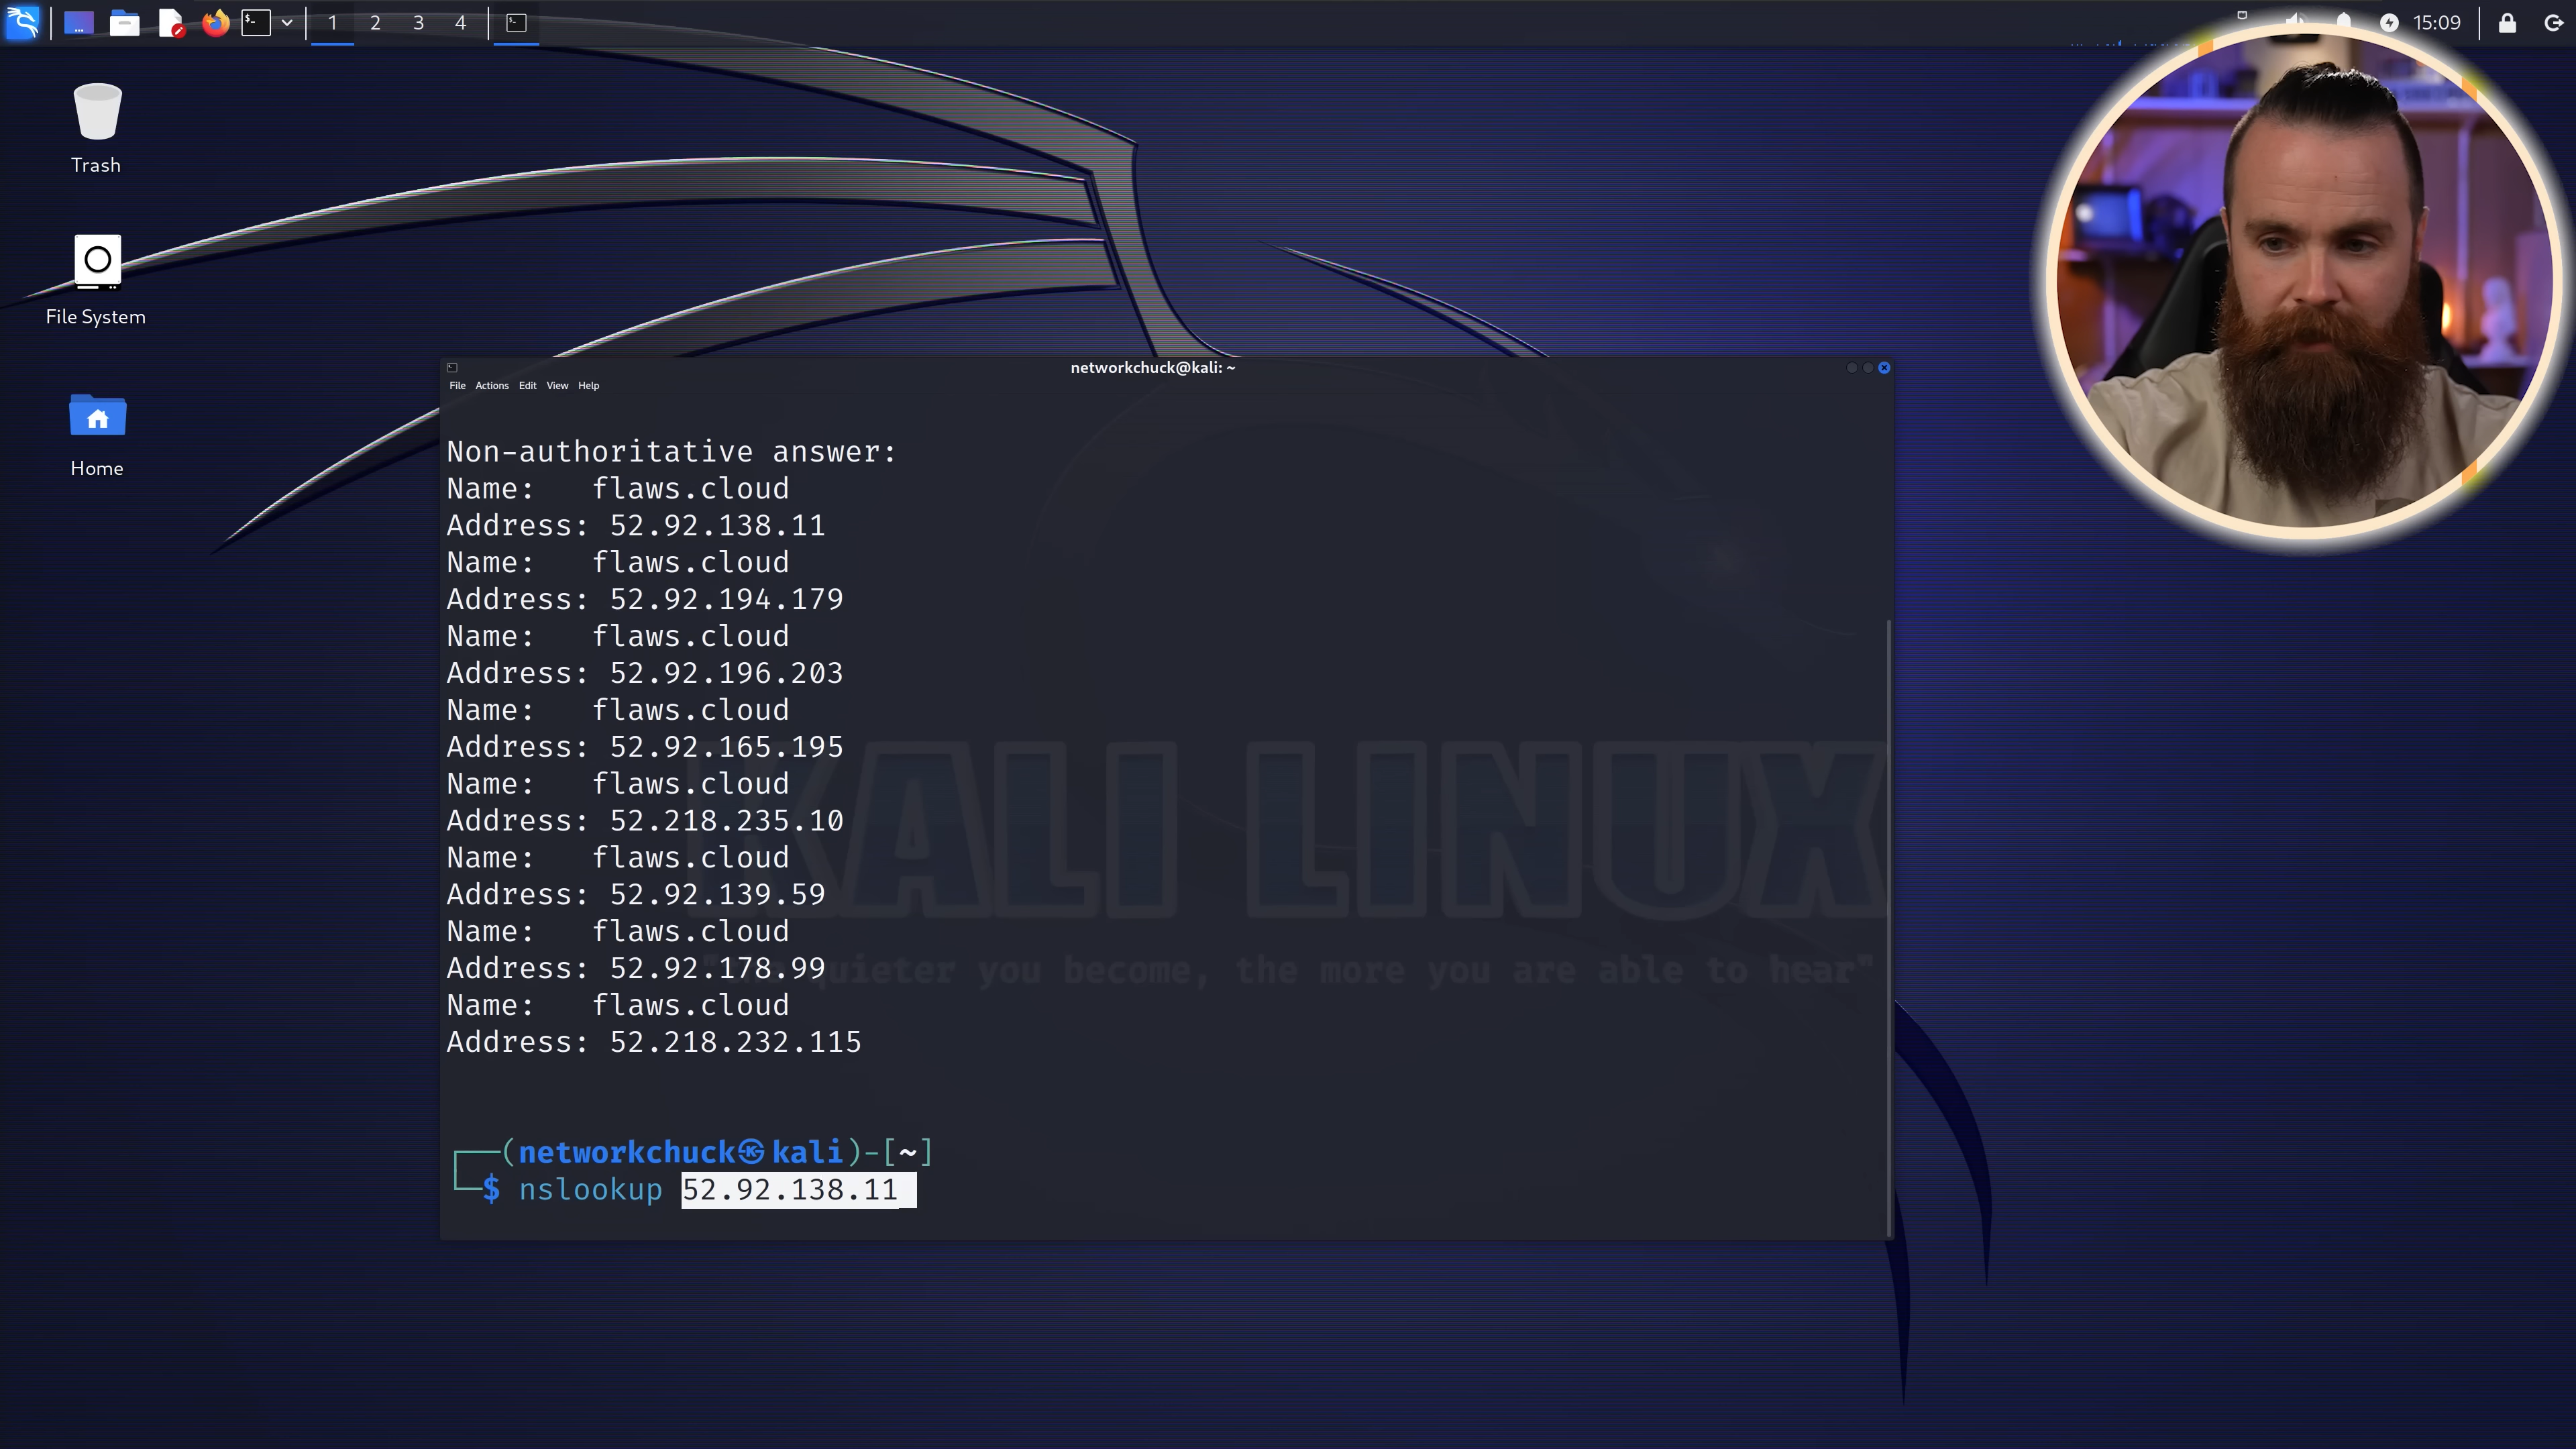 1 2 3 4
15:09
Trash
File System
Home
networkchuck@kali: ~
File Actions Edit View Help
Non-authoritative answer:
Name: flaws.cloud
Address: 52.92.138.11
Name: flaws.cloud
Address: 52.92.194.179
Name: flaws.cloud
Address: 52.92.196.203
Name: flaws.cloud
Address: 52.92.165.195
Name: flaws.cloud
Address: 52.218.235.10
Name: flaws.cloud
Address: 52.92.139.59
Name: flaws.cloud
Address: 52.92.178.99
Name: flaws.cloud
Address: 52.218.232.115
(networkchuck㉿kali)-[~]
$ nslookup 52.92.138.11
KALI LINUX
quieter you become, the more you are able to hear"